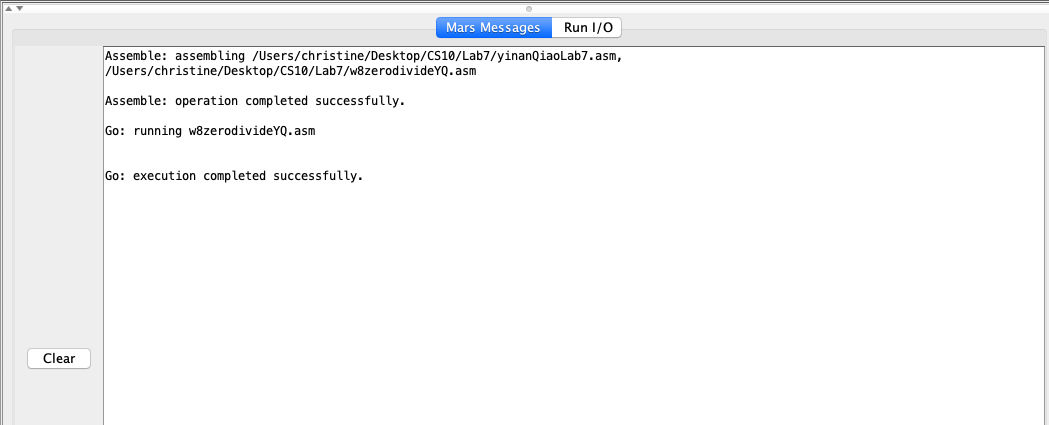 Mars Messages Run I/O
Assemble: assembling /Users/christine/Desktop/CS10/Lab7/yinanQiaoLab7.asm,
/Users/christine/Desktop/CS10/Lab7/w8zerodivideYQ.asm
Assemble: operation completed successfully.
Go: running w8zerodivideYQ.asm
Go: execution completed successfully.
Clear